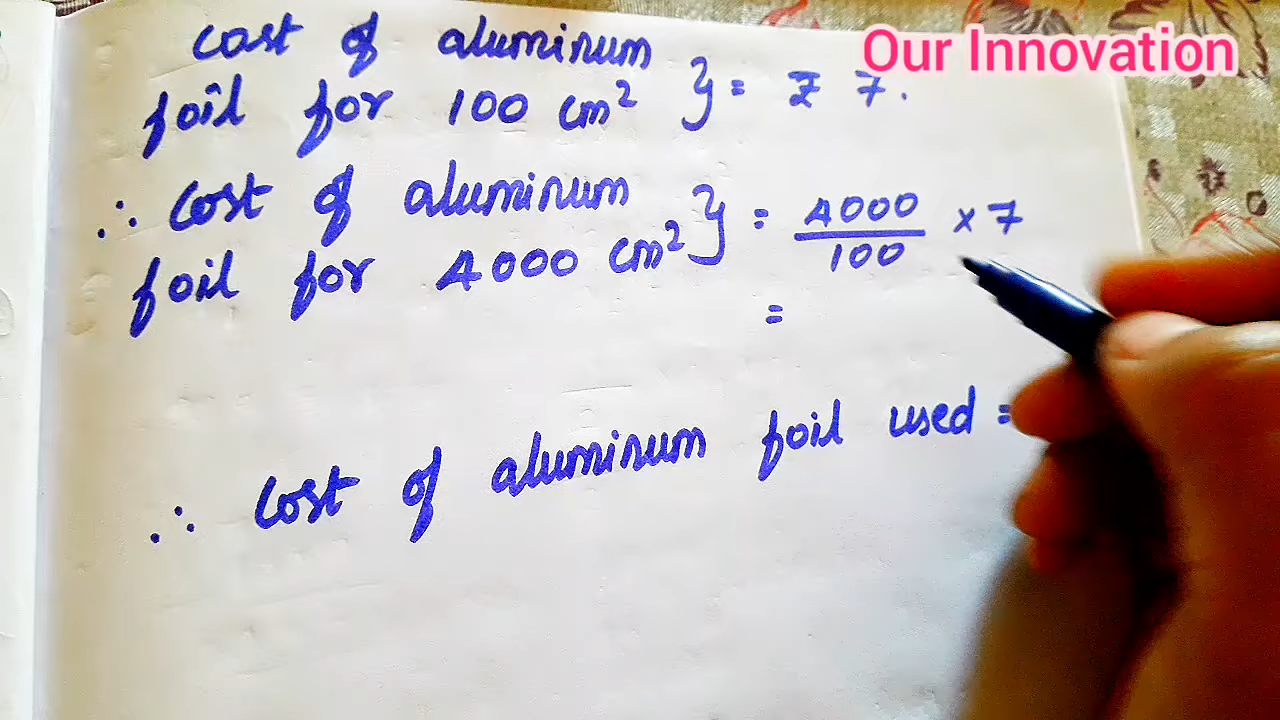 Our Innovation
cost of aluminum
foil for 100 cm² } = ₹ 7.
∴ cost of aluminum
foil for 4000 cm² } = 4000/100 × 7
=
∴ cost of aluminum foil used =